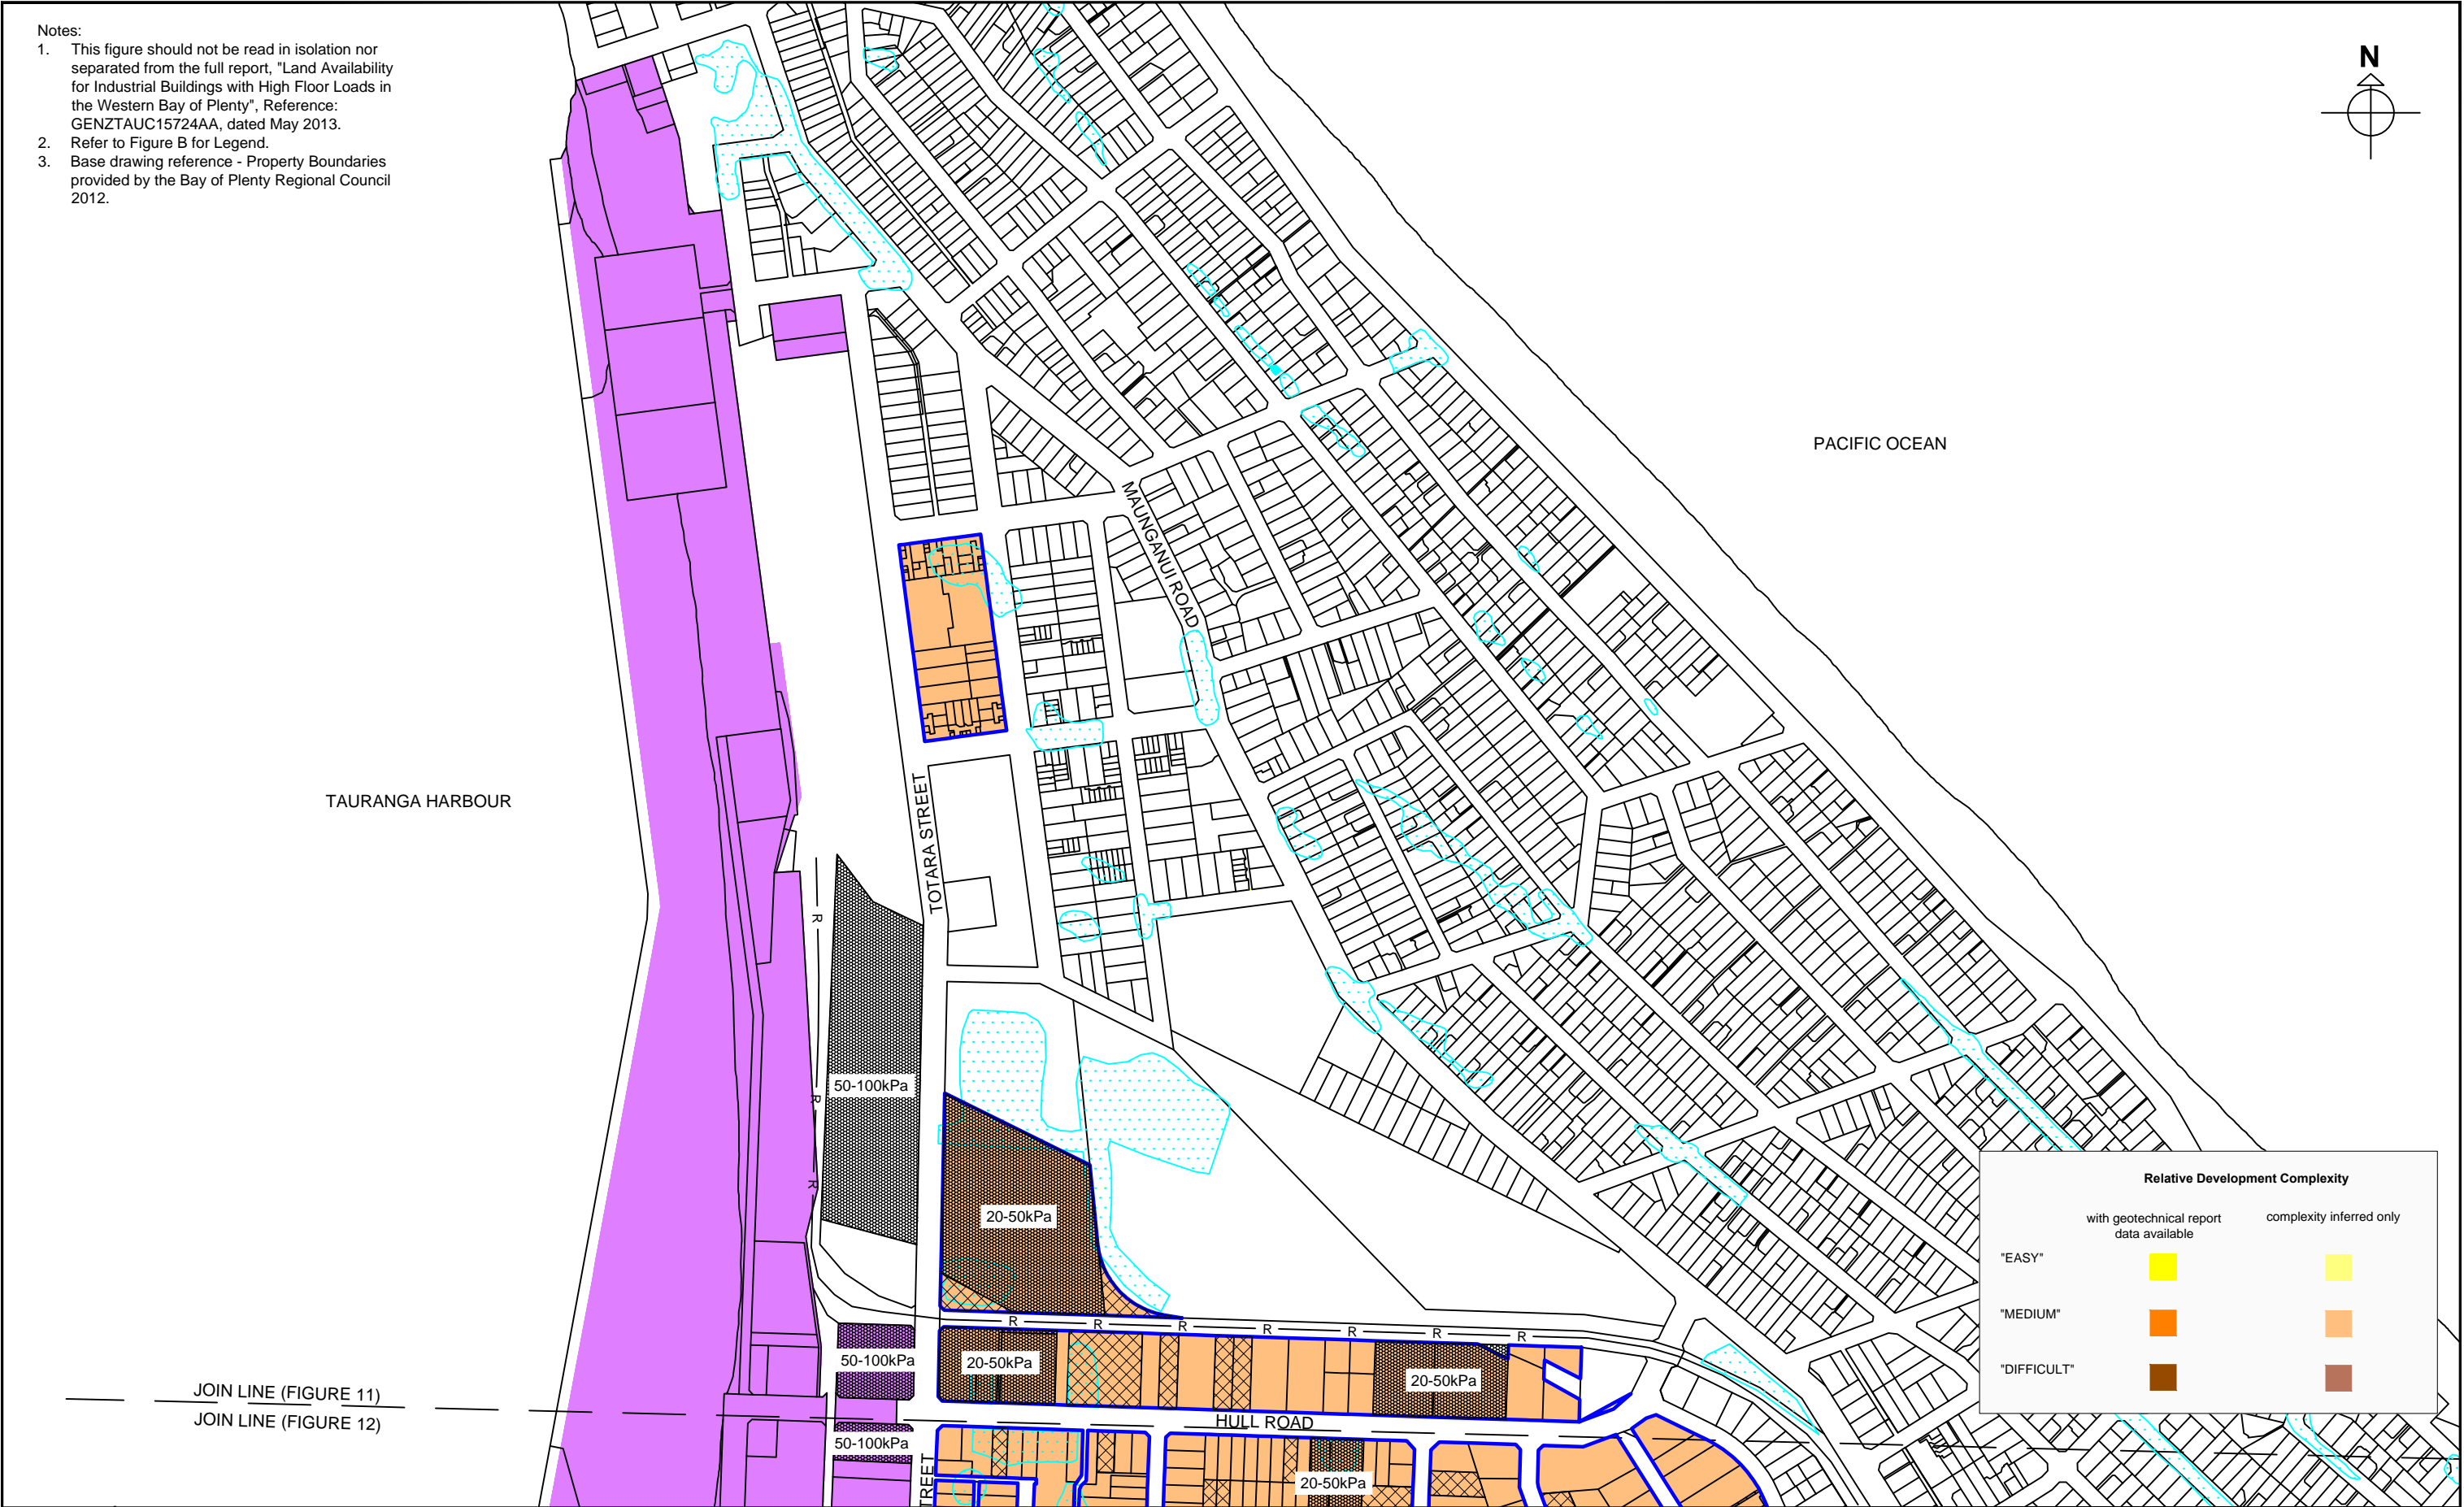 Notes:
1. This figure should not be read in isolation nor
separated from the full report, "Land Availability
for Industrial Buildings with High Floor Loads in
the Western Bay of Plenty", Reference:
GENZTAUC15724AA, dated May 2013.
2. Refer to Figure B for Legend.
3. Base drawing reference - Property Boundaries
provided by the Bay of Plenty Regional Council
2012.
N
PACIFIC OCEAN
MAUNGANUI ROAD
TAURANGA HARBOUR
TOTARA STREET
R
50-100kPa
R
R
20-50kPa
R R R R R R R
50-100kPa
20-50kPa
20-50kPa
JOIN LINE (FIGURE 11)
JOIN LINE (FIGURE 12)
HULL ROAD
50-100kPa
TREET
20-50kPa
Relative Development Complexity
with geotechnical report
data available
complexity inferred only
"EASY"
"MEDIUM"
"DIFFICULT"